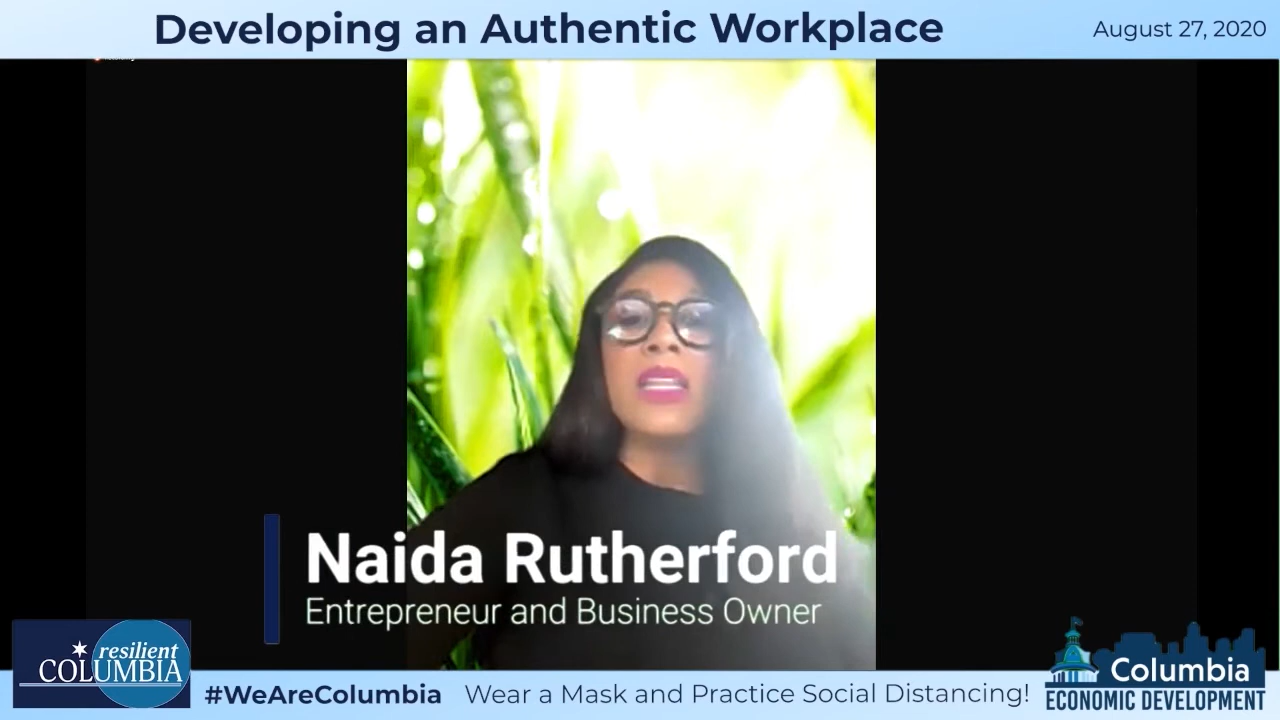 Developing an Authentic Workplace
August 27, 2020
Naida Rutherford
Entrepreneur and Business Owner
resilient
COLUMBIA
#WeAreColumbia Wear a Mask and Practice Social Distancing!
Columbia
ECONOMIC DEVELOPMENT